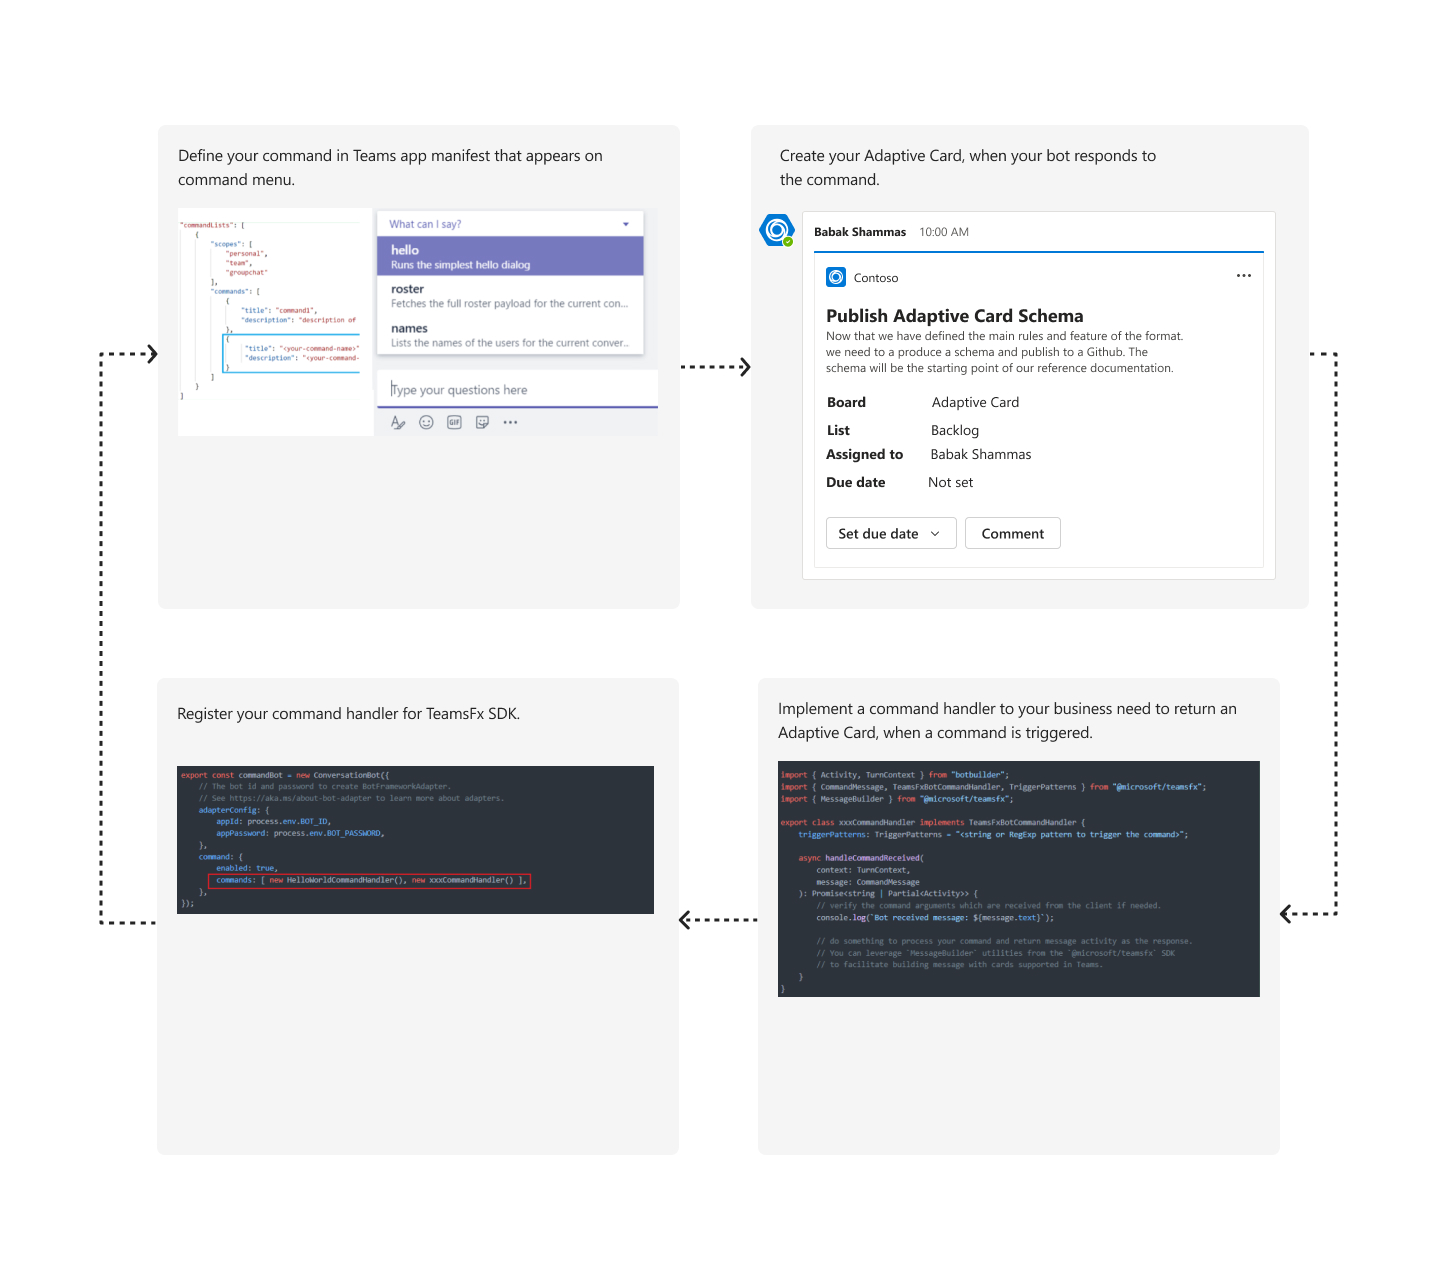 Define your command in Teams app manifest that appears on
command menu.
"commandLists": [
{
"scopes": [
"personal",
"team",
"groupchat"
],
"commands": [
{
"title": "command1",
"description": "description of
},
{
"title": "<your-command-name>"
"description": "<your-command-
}
]
}
]
What can I say?
hello
Runs the simplest hello dialog
roster
Fetches the full roster payload for the current con...
names
Lists the names of the users for the current conver..
Type your questions here
GIF
Create your Adaptive Card, when your bot responds to
the command.
Babak Shammas 10:00 AM
Contoso
Publish Adaptive Card Schema
Now that we have defined the main rules and feature of the format.
we need to a produce a schema and publish to a Github. The
schema will be the starting point of our reference documentation.
Board Adaptive Card
List Backlog
Assigned to Babak Shammas
Due date Not set
Set due date Comment
Register your command handler for TeamsFx SDK.
export const commandBot = new ConversationBot({
// The bot id and password to create BotFrameworkAdapter.
// See https://aka.ms/about-bot-adapter to learn more about adapters.
adapterConfig: {
appId: process.env.BOT_ID,
appPassword: process.env.BOT_PASSWORD,
},
command: {
enabled: true,
commands: [ new HelloWorldCommandHandler(), new xxxCommandHandler() ],
},
});
Implement a command handler to your business need to return an
Adaptive Card, when a command is triggered.
import { Activity, TurnContext } from "botbuilder";
import { CommandMessage, TeamsFxBotCommandHandler, TriggerPatterns } from "@microsoft/teamsfx";
import { MessageBuilder } from "@microsoft/teamsfx";
export class xxxCommandHandler implements TeamsFxBotCommandHandler {
triggerPatterns: TriggerPatterns = "<string or RegExp pattern to trigger the command>";
async handleCommandReceived(
context: TurnContext,
message: CommandMessage
): Promise<string | Partial<Activity>> {
// verify the command arguments which are received from the client if needed.
console.log(`Bot received message: ${message.text}`);
// do something to process your command and return message activity as the response.
// You can leverage `MessageBuilder` utilities from the `@microsoft/teamsfx` SDK
// to facilitate building message with cards supported in Teams.
}
}